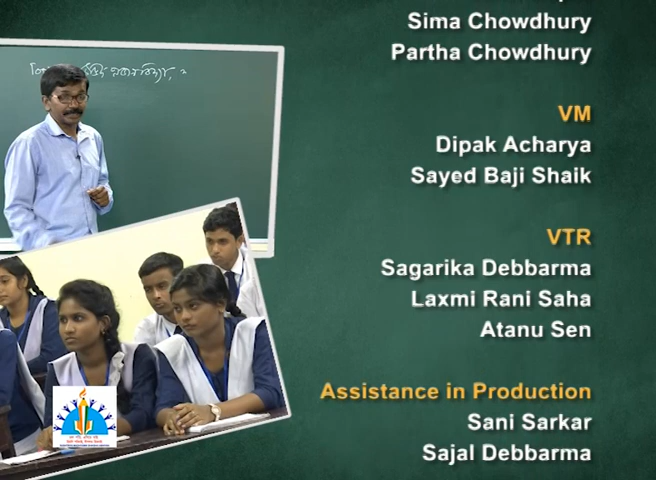 Sima Chowdhury
Partha Chowdhury
VM
Dipak Acharya
Sayed Baji Shaik
VTR
Sagarika Debbarma
Laxmi Rani Saha
Atanu Sen
Assistance in Production
Sani Sarkar
Sajal Debbarma